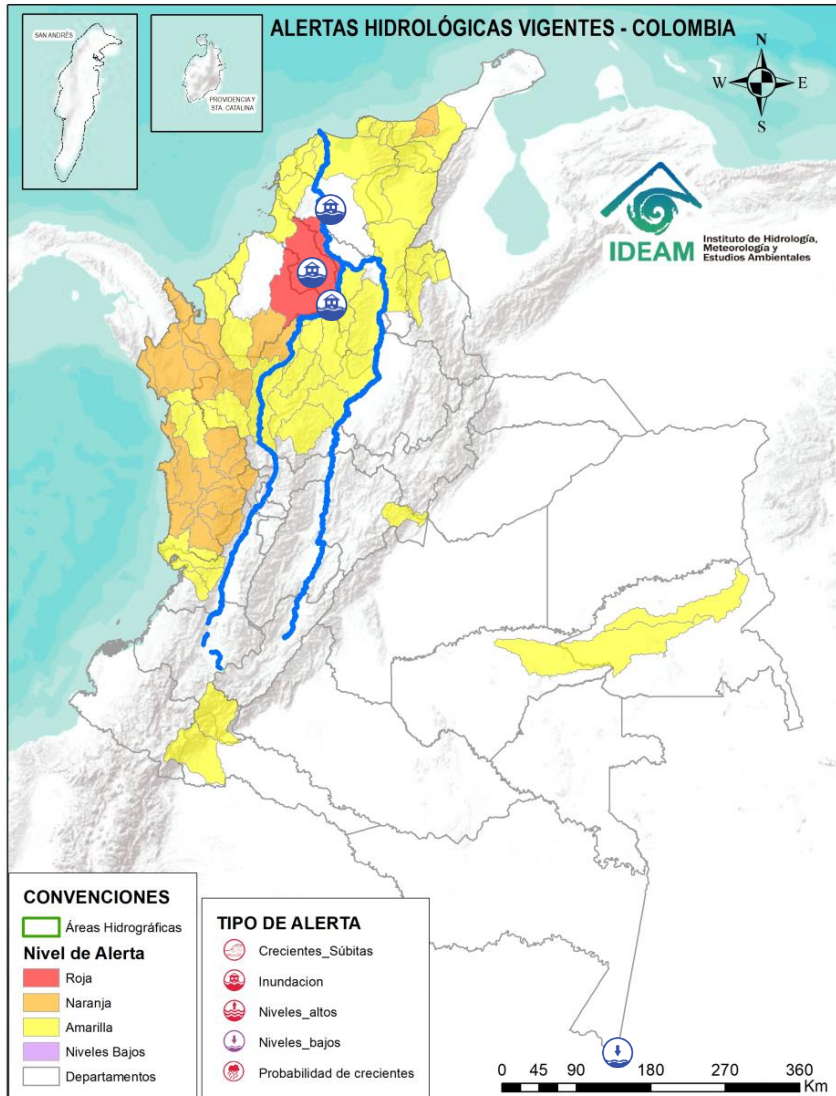 ALERTAS HIDROLÓGICAS VIGENTES - COLOMBIA
SAN ANDRÉS
PROVIDENCIA Y
STA. CATALINA
N
W
E
S
IDEAM
Instituto de Hidrología,
Meteorología y
Estudios Ambientales
CONVENCIONES
Áreas Hidrográficas
Nivel de Alerta
Roja
Naranja
Amarilla
Niveles Bajos
Departamentos
TIPO DE ALERTA
Crecientes_Súbitas
Inundacion
Niveles_altos
Niveles_bajos
Probabilidad de crecientes
0 45 90 180 270 360
Km